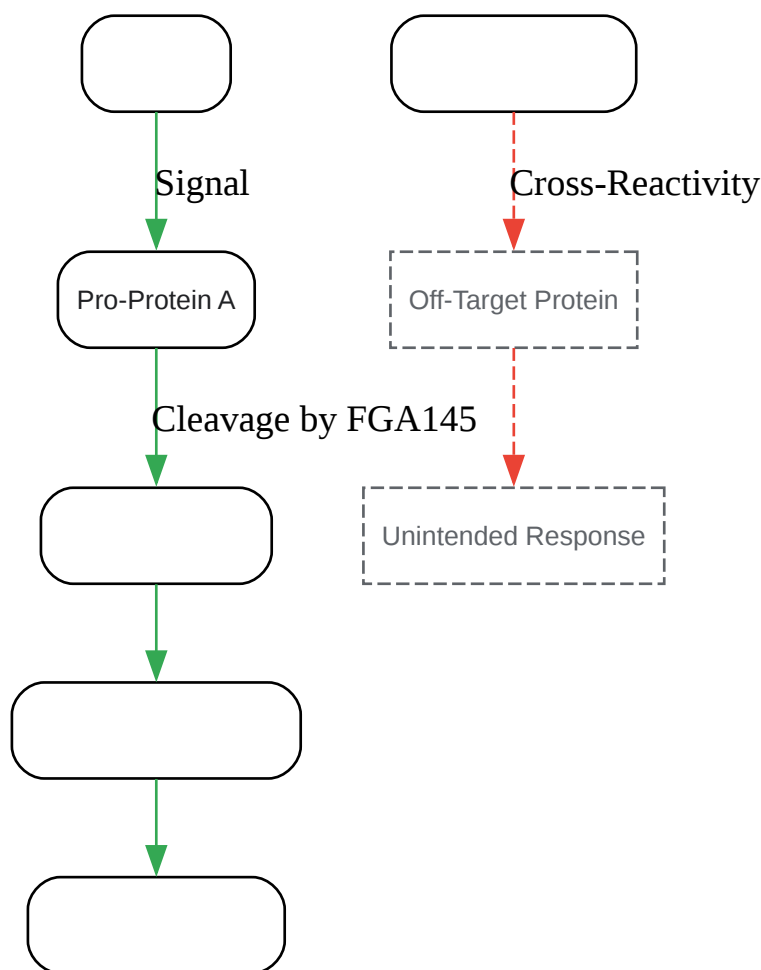 Signal
Cross-Reactivity
Pro-Protein A
Off-Target Protein
Cleavage by FGA145
Unintended Response